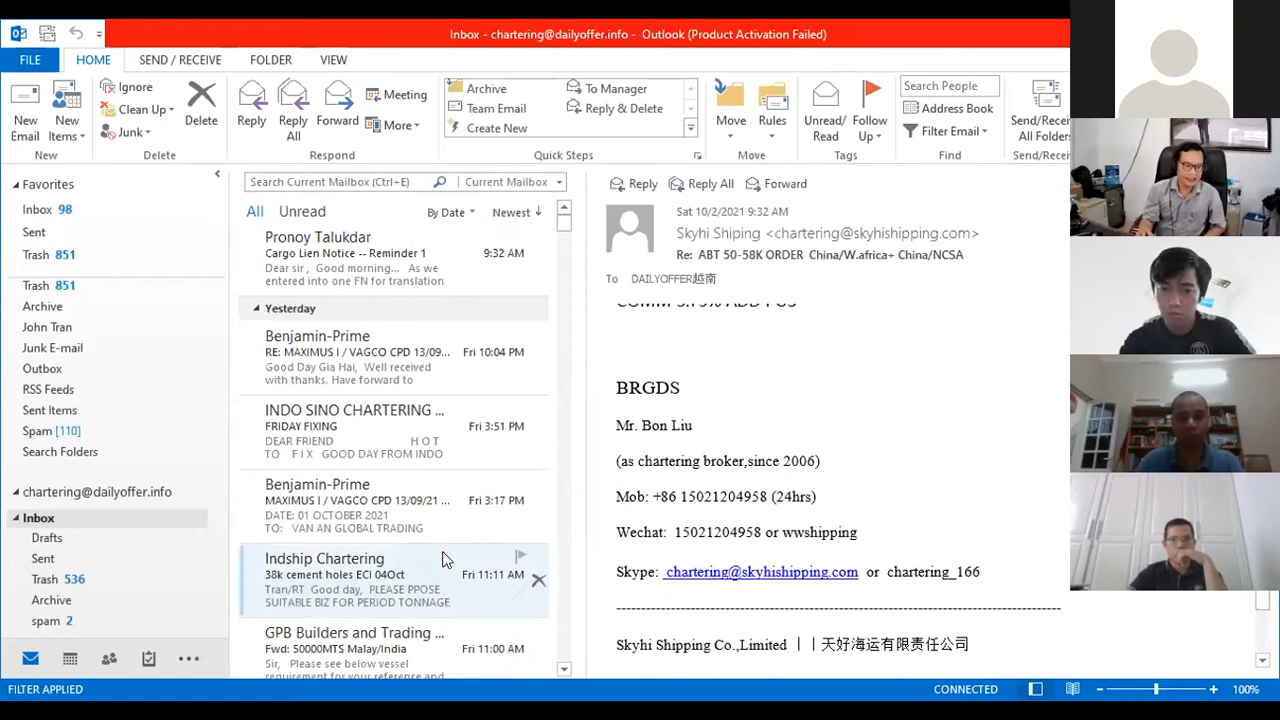 Inbox - chartering@dailyoffer.info - Outlook (Product Activation Failed)
FILE HOME SEND / RECEIVE FOLDER VIEW
New Email
New Items
Ignore
Clean Up
Junk
Delete
Reply
Reply All
Forward
Meeting
More
Archive
Team Email
Create New
To Manager
Reply & Delete
Move
Rules
Unread/ Read
Follow Up
Search People
Address Book
Filter Email
Send/Rece
All Folders
New Delete Respond Quick Steps Move Tags Find Send/Recei
Favorites
Inbox 98
Sent
Trash 851
Trash 851
Archive
John Tran
Junk E-mail
Outbox
RSS Feeds
Sent Items
Spam [110]
Search Folders
chartering@dailyoffer.info
Inbox
Drafts
Sent
Trash 536
Archive
spam 2
Search Current Mailbox (Ctrl+E) Current Mailbox
All Unread By Date Newest
Pronoy Talukdar
Cargo Lien Notice -- Reminder 1 9:32 AM
Dear sir , Good morning... As we
entered into one FN for translation
Yesterday
Benjamin-Prime
RE: MAXIMUS I / VAGCO CPD 13/09... Fri 10:04 PM
Good Day Gia Hai, Well received
with thanks. Have forward to
INDO SINO CHARTERING ...
FRIDAY FIXING Fri 3:51 PM
DEAR FRIEND H O T
TO F I X GOOD DAY FROM INDO
Benjamin-Prime
MAXIMUS I / VAGCO CPD 13/09/21 ... Fri 3:17 PM
DATE: 01 OCTOBER 2021
TO: VAN AN GLOBAL TRADING
Indship Chartering
38k cement holes ECI 04Oct Fri 11:11 AM
Tran/RT Good day, PLEASE PPOSE
SUITABLE BIZ FOR PERIOD TONNAGE
GPB Builders and Trading ...
Fwd: 50000MTS Malay/India Fri 11:00 AM
Sir, Please see below vessel
requirement for your reference and
Reply Reply All Forward
Sat 10/2/2021 9:32 AM
Skyhi Shiping <chartering@skyhishipping.com>
Re: ABT 50-58K ORDER China/W.africa+ China/NCSA
To DAILYOFFER越南
COMM 3.75% ADD PUS
BRGDS
Mr. Bon Liu
(as chartering broker,since 2006)
Mob: +86 15021204958 (24hrs)
Wechat: 15021204958 or wwshipping
Skype: chartering@skyhishipping.com or chartering_166
--------------------------------------------------------------------------------
Skyhi Shipping Co.,Limited 丨丨天好海运有限责任公司
FILTER APPLIED CONNECTED 100%